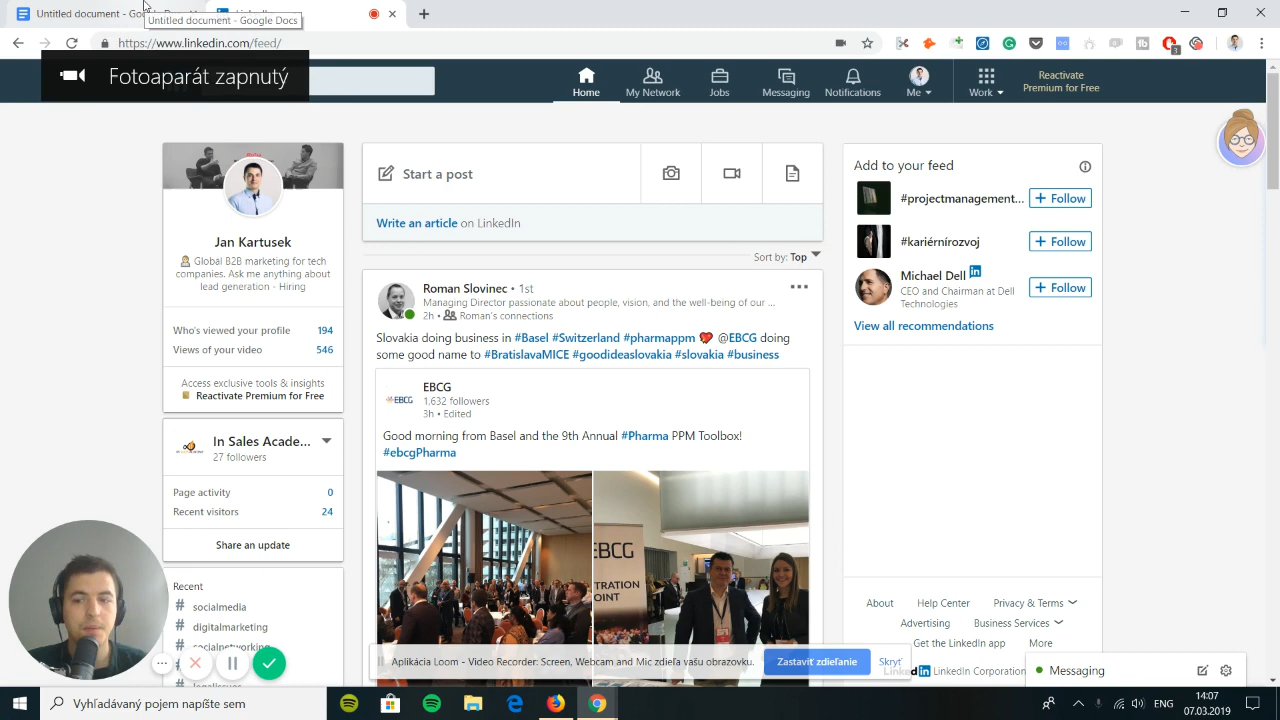 Untitled document - Google Docs
Untitled document - Google Docs
https://www.linkedin.com/feed/
3
Fotoaparát zapnutý
Home
My Network
Jobs
Messaging
Notifications
Me
Work
Reactivate
Premium for Free
Jan Kartusek
Global B2B marketing for tech
companies. Ask me anything about
lead generation - Hiring
Who's viewed your profile 194
Views of your video 546
Access exclusive tools & insights
Reactivate Premium for Free
In Sales Acade...
27 followers
Page activity 0
Recent visitors 24
Share an update
Recent
# socialmedia
# digitalmarketing
# socialnetworking
Start a post
Write an article on LinkedIn
Sort by: Top
Roman Slovinec • 1st
Managing Director passionate about people, vision, and the well-being of our ...
2h • Roman's connections
Slovakia doing business in #Basel #Switzerland #pharmappm @EBCG doing
some good name to #BratislavaMICE #goodideaslovakia #slovakia #business
EBCG
EBCG
1,632 followers
3h • Edited
Good morning from Basel and the 9th Annual #Pharma PPM Toolbox!
#ebcgPharma
EBCG
TRATION
OINT
Add to your feed
#projectmanagement... + Follow
#kariérnírozvoj + Follow
Michael Dell in
CEO and Chairman at Dell
Technologies
+ Follow
View all recommendations
About Help Center Privacy & Terms
Advertising Business Services
Get the LinkedIn app More
LinkedIn LinkedIn Corporation
Messaging
Aplikácia Loom - Video Recorder: Screen, Webcam and Mic zdieľa vašu obrazovku.
Zastaviť zdieľanie
Skryť
Vyhľadávaný pojem napíšte sem
ENG
14:07
07.03.2019